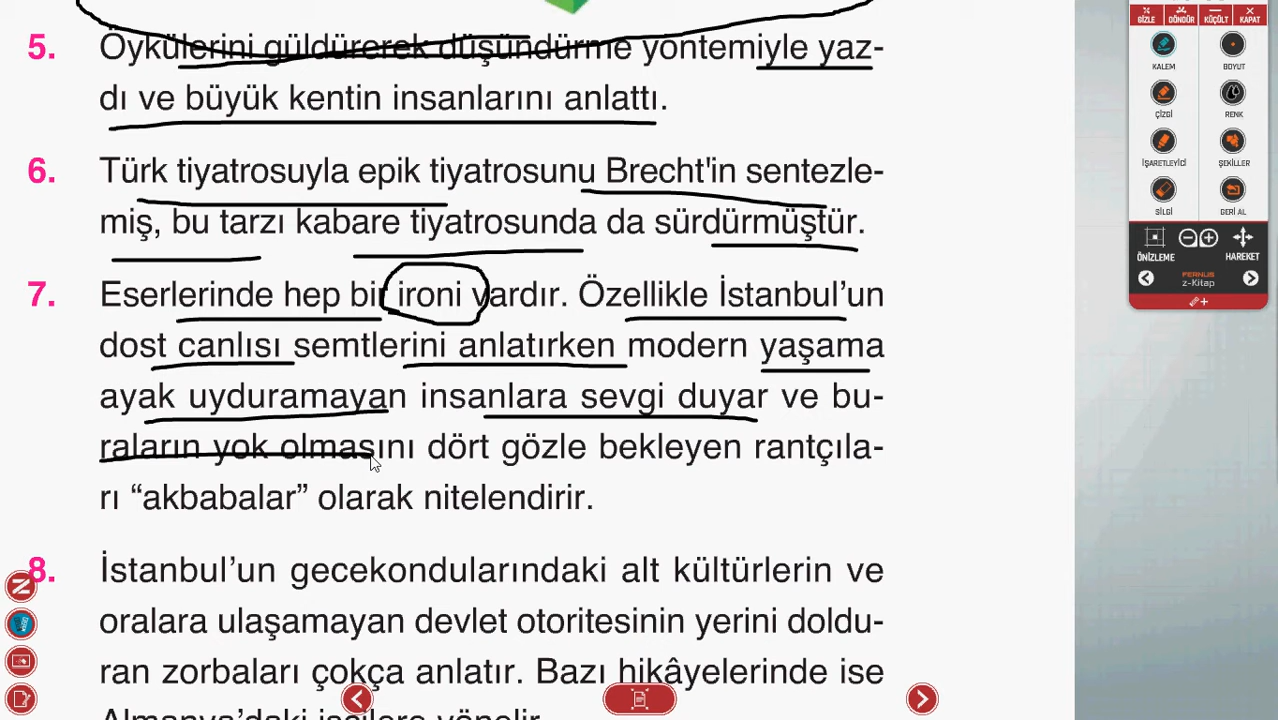 GİZLE DÖNDÜR KÜÇÜLT KAPAT
5. Öykülerini güldürerek düşündürme yöntemiyle yaz-
dı ve büyük kentin insanlarını anlattı.
6. Türk tiyatrosuyla epik tiyatrosunu Brecht'in sentezle-
miş, bu tarzı kabare tiyatrosunda da sürdürmüştür.
7. Eserlerinde hep bir ironi vardır. Özellikle İstanbul’un
dost canlısı semtlerini anlatırken modern yaşama
ayak uyduramayan insanlara sevgi duyar ve bu-
raların yok olmasını dört gözle bekleyen rantçıla-
rı “akbabalar” olarak nitelendirir.
8. İstanbul’un gecekondularındaki alt kültürlerin ve
oralara ulaşamayan devlet otoritesinin yerini doldu-
ran zorbaları çokça anlatır. Bazı hikâyelerinde ise
Almanya’daki işçilere yönelir.
KALEM BOYUT
ÇİZGİ RENK
İŞARETLEYİCİ ŞEKİLLER
SİLGİ GERİ AL
ÖNİZLEME HAREKET
FERNUS
z-Kitap